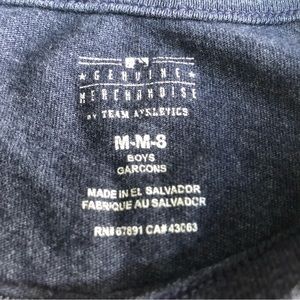 GENUINE
MERCHANDISE
BY TEAM ATHLETICS
M-M-8
BOYS
GARCONS
MADE IN EL SALVADOR
FABRIQUE AU SALVADOR
RN# 67891 CA# 43063